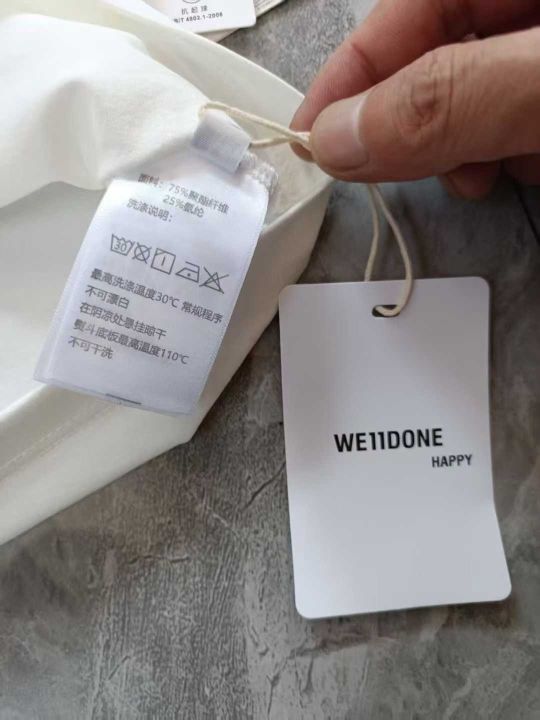 抗起球
/T 4802.1-2008
面料：75%聚酯纤维
25%氨纶
洗涤说明：
30
最高洗涤温度30℃ 常规程序
不可漂白
在阴凉处悬挂晾干
熨斗底板最高温度110℃
不可干洗
WE11DONE
HAPPY